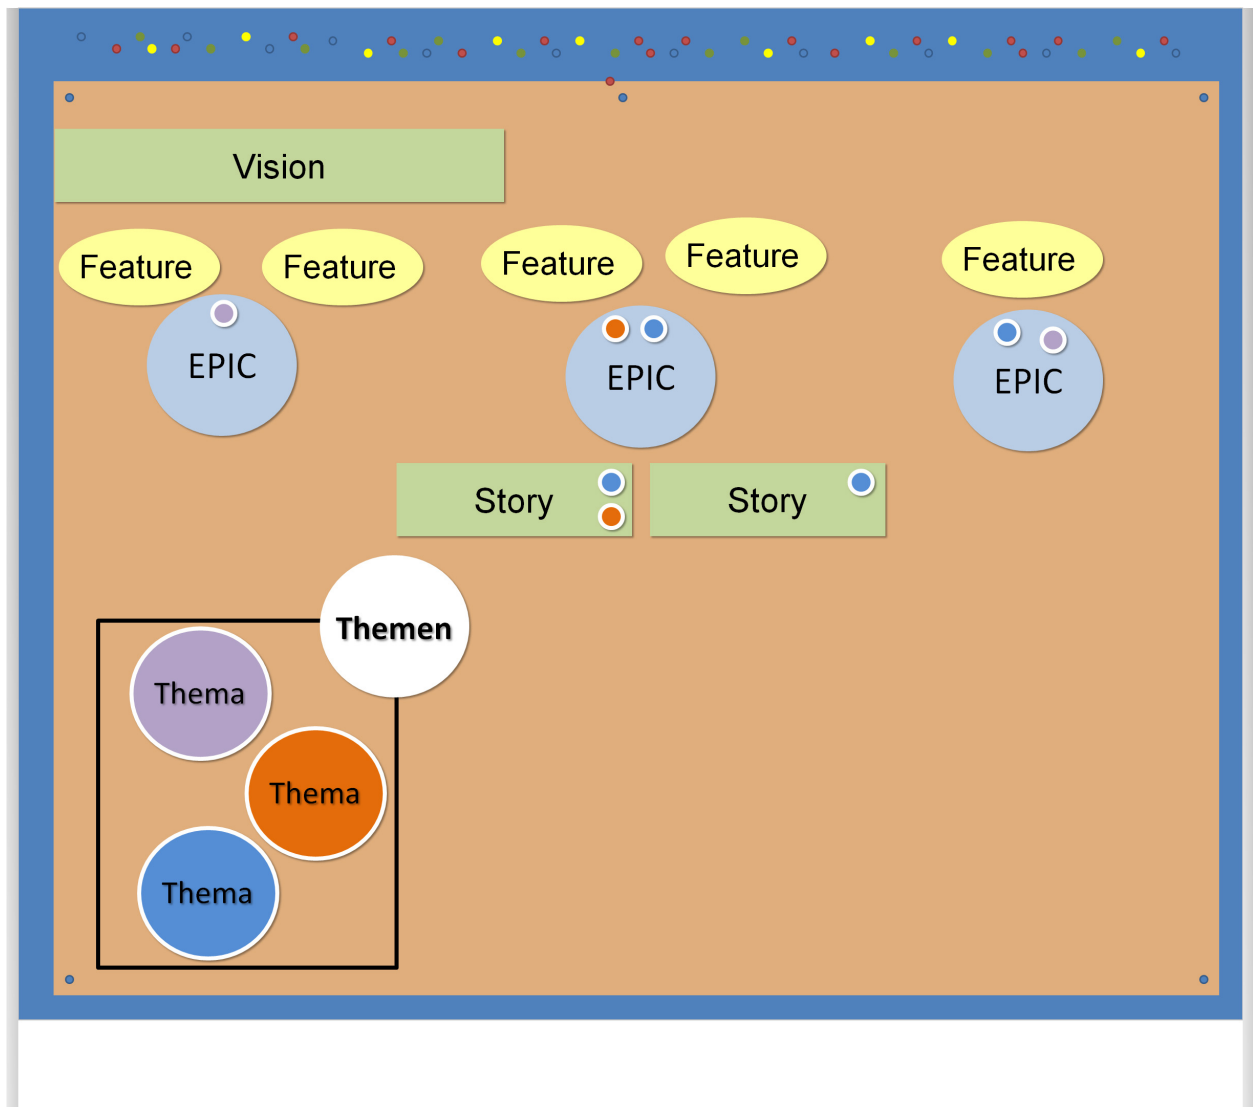 Vision
Feature
Feature
Feature
Feature
Feature
EPIC
EPIC
EPIC
Story
Story
Themen
Thema
Thema
Thema